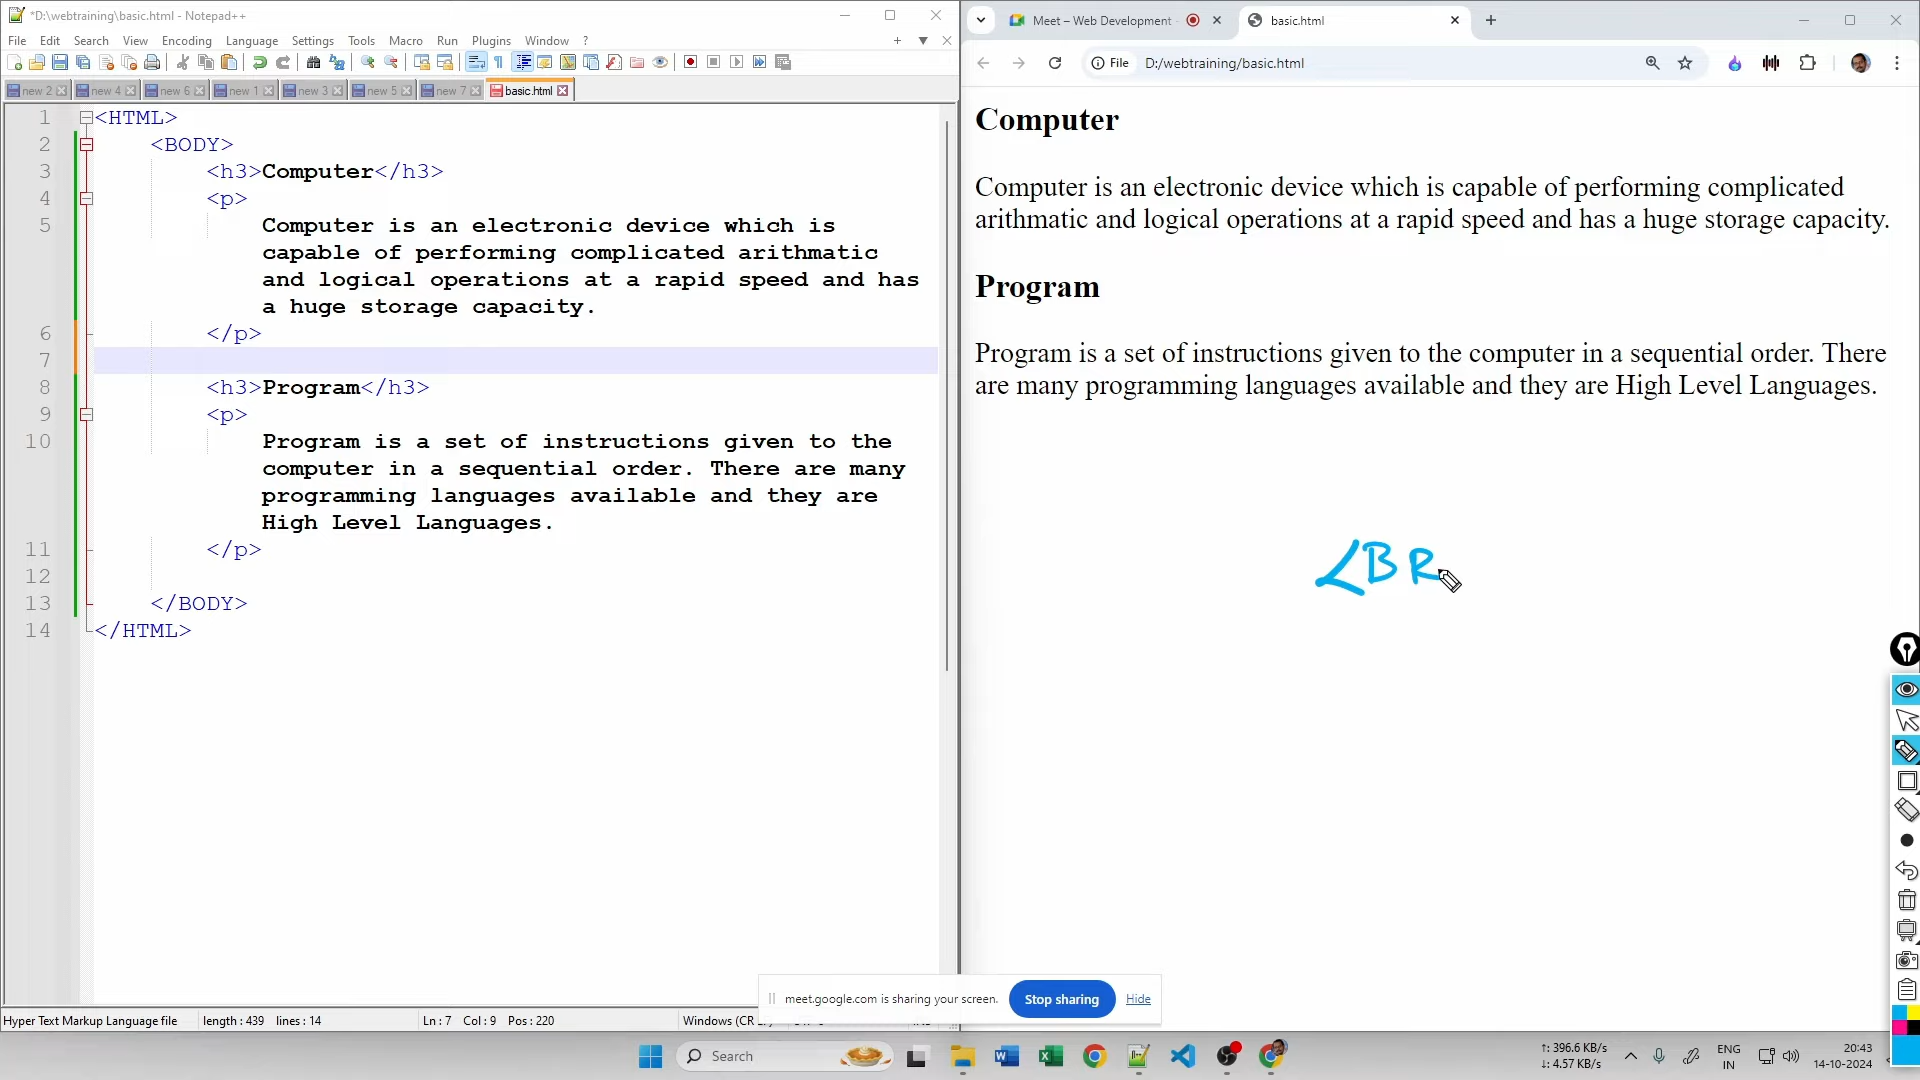 *D:\webtraining\basic.html - Notepad++
File Edit Search View Encoding Language Settings Tools Macro Run Plugins Window ?
new 2 new 4 new 6 new 1 new 3 new 5 new 7 basic.html
1 <HTML>
2 <BODY>
3 <h3>Computer</h3>
4 <p>
5 Computer is an electronic device which is
capable of performing complicated arithmatic
and logical operations at a rapid speed and has
a huge storage capacity.
6 </p>
7
8 <h3>Program</h3>
9 <p>
10 Program is a set of instructions given to the
computer in a sequential order. There are many
programming languages available and they are
High Level Languages.
11 </p>
12
13 </BODY>
14 </HTML>
Hyper Text Markup Language file length : 439 lines : 14 Ln : 7 Col : 9 Pos : 220 Windows (CR
Meet – Web Development basic.html
File D:/webtraining/basic.html
Computer
Computer is an electronic device which is capable of performing complicated
arithmatic and logical operations at a rapid speed and has a huge storage capacity.
Program
Program is a set of instructions given to the computer in a sequential order. There
are many programming languages available and they are High Level Languages.
<BR
meet.google.com is sharing your screen. Stop sharing Hide
Search
↑: 396.6 KB/s
↓: 4.57 KB/s
ENG
IN
20:43
14-10-2024